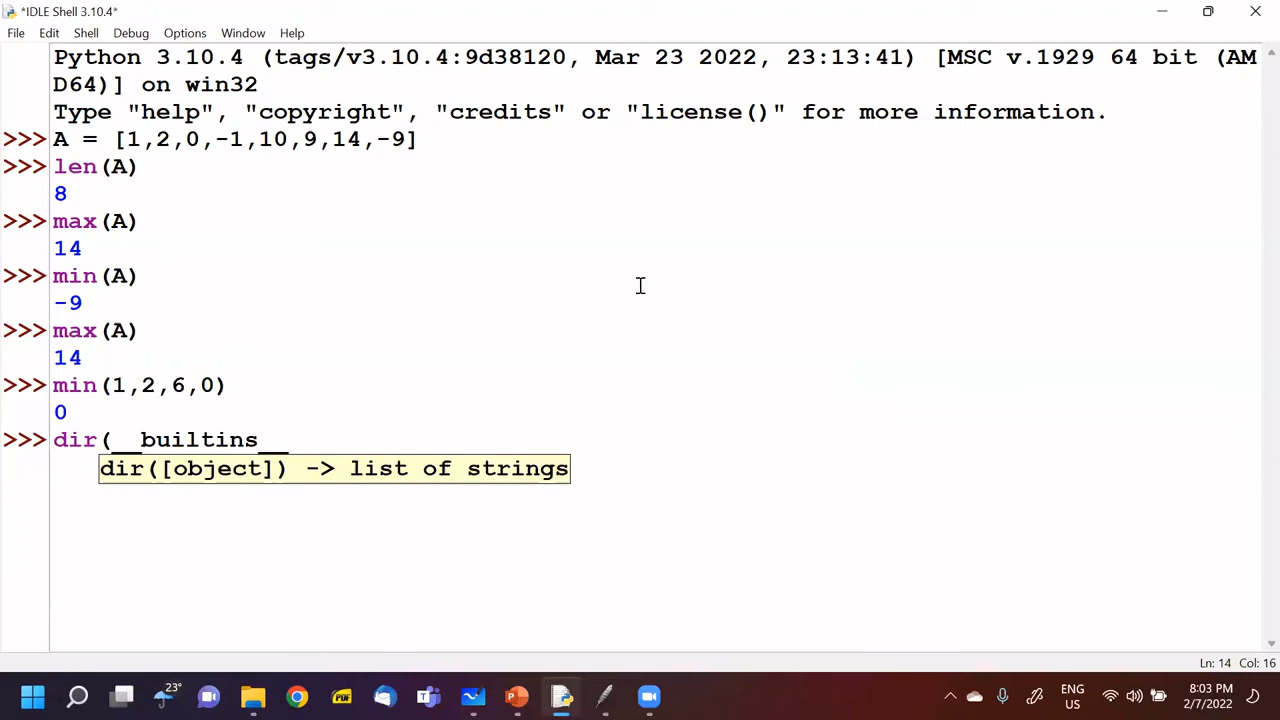 *IDLE Shell 3.10.4*
File Edit Shell Debug Options Window Help
Python 3.10.4 (tags/v3.10.4:9d38120, Mar 23 2022, 23:13:41) [MSC v.1929 64 bit (AM
D64)] on win32
Type "help", "copyright", "credits" or "license()" for more information.
>>> A = [1,2,0,-1,10,9,14,-9]
>>> len(A)
8
>>> max(A)
14
>>> min(A)
-9
>>> max(A)
14
>>> min(1,2,6,0)
0
>>> dir(__builtins__
dir([object]) -> list of strings
Ln: 14 Col: 16
23°
PDF
ENG
US
8:03 PM
2/7/2022